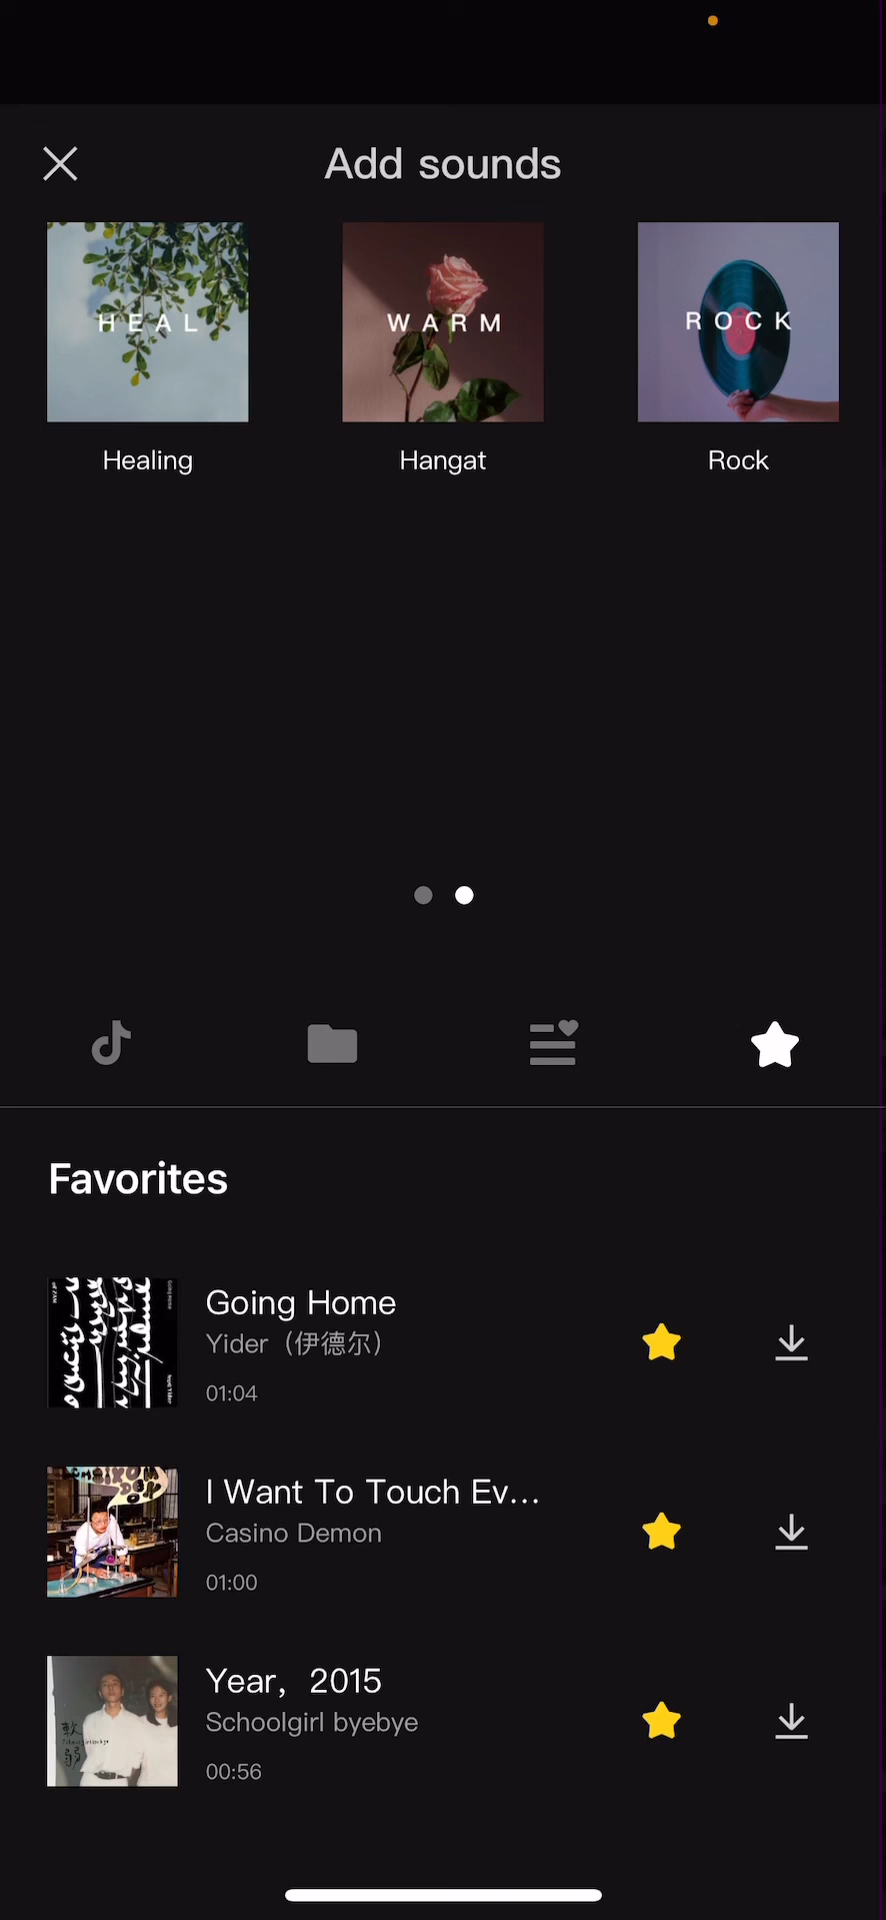 Add sounds
HEAL
WARM
ROCK
Healing
Hangat
Rock
Favorites
Going Home
Yider（伊德尔）
01:04
I Want To Touch Ev...
Casino Demon
01:00
Year，2015
Schoolgirl byebye
00:56